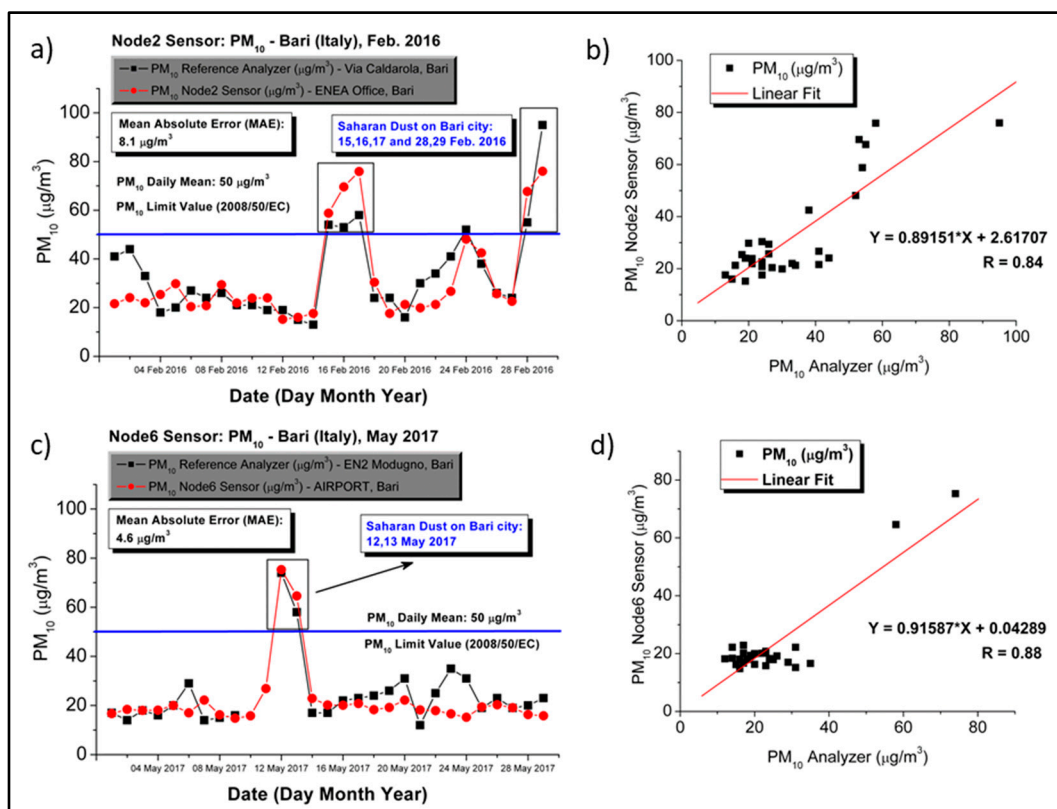 a)
Node2 Sensor: PM10 - Bari (Italy), Feb. 2016
PM10 Reference Analyzer (μg/m3) - Via Caldarola, Bari
PM10 Node2 Sensor (μg/m3) - ENEA Office, Bari
Mean Absolute Error (MAE):
8.1 μg/m3
Saharan Dust on Bari city:
15,16,17 and 28,29 Feb. 2016
PM10 Daily Mean: 50 μg/m3
PM10 Limit Value (2008/50/EC)
PM10 (μg/m3)
100
80
60
40
20
0
04 Feb 2016 08 Feb 2016 12 Feb 2016 16 Feb 2016 20 Feb 2016 24 Feb 2016 28 Feb 2016
Date (Day Month Year)
b)
PM10 (μg/m3)
Linear Fit
PM10 Node2 Sensor (μg/m3)
100
80
60
40
20
0
Y = 0.89151*X + 2.61707
R = 0.84
0 20 40 60 80 100
PM10 Analyzer (μg/m3)
c)
Node6 Sensor: PM10 - Bari (Italy), May 2017
PM10 Reference Analyzer (μg/m3) - EN2 Modugno, Bari
PM10 Node6 Sensor (μg/m3) - AIRPORT, Bari
Mean Absolute Error (MAE):
4.6 μg/m3
Saharan Dust on Bari city:
12,13 May 2017
PM10 Daily Mean: 50 μg/m3
PM10 Limit Value (2008/50/EC)
PM10 (μg/m3)
100
80
60
40
20
0
04 May 2017 08 May 2017 12 May 2017 16 May 2017 20 May 2017 24 May 2017 28 May 2017
Date (Day Month Year)
d)
PM10 (μg/m3)
Linear Fit
PM10 Node6 Sensor (μg/m3)
80
60
40
20
0
Y = 0.91587*X + 0.04289
R = 0.88
0 20 40 60 80 100
PM10 Analyzer (μg/m3)